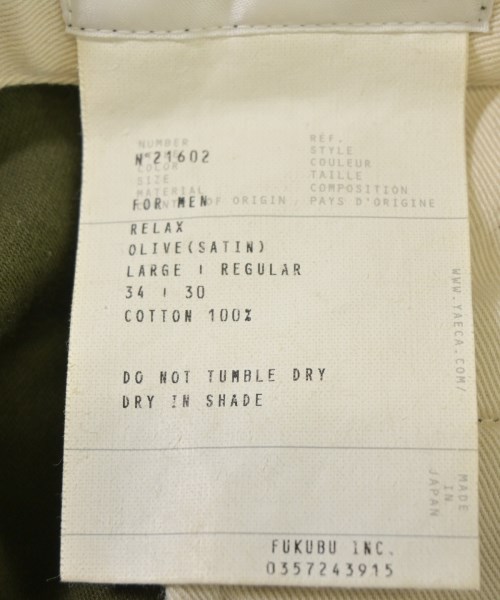 NUMBER RÉF.
N°21602
STYLE
COLOR COULEUR
SIZE TAILLE
MATERIAL COMPOSITION
FOR MEN
OF ORIGIN, PAYS D'ORIGINE
RELAX
OLIVE(SATIN)
LARGE | REGULAR
34 | 30
COTTON 100%
DO NOT TUMBLE DRY
DRY IN SHADE
WWW.YAECA.COM/
MADE
IN
JAPAN
FUKUBU INC.
0357243915